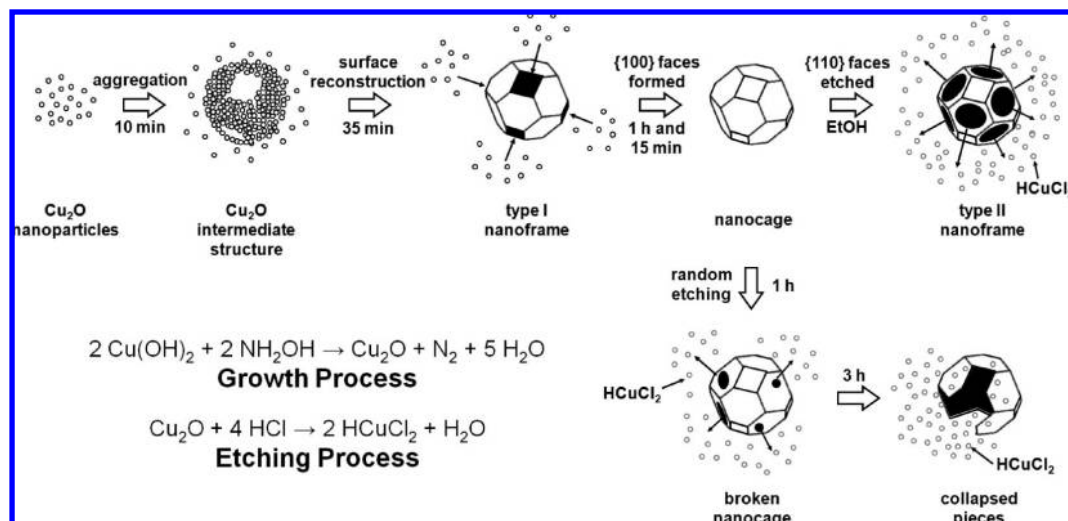 aggregation
10 min
surface
reconstruction
35 min
{100} faces
formed
1 h and
15 min
{110} faces
etched
EtOH
HCuCl2
Cu₂O
nanoparticles
Cu₂O
intermediate
structure
type I
nanoframe
nanocage
type II
nanoframe
random
etching
1 h
2 Cu(OH)₂ + 2 NH₂OH → Cu₂O + N₂ + 5 H₂O
Growth Process
Cu₂O + 4 HCl → 2 HCuCl₂ + H₂O
Etching Process
HCuCl₂
3 h
HCuCl₂
broken
nanocage
collapsed
pieces